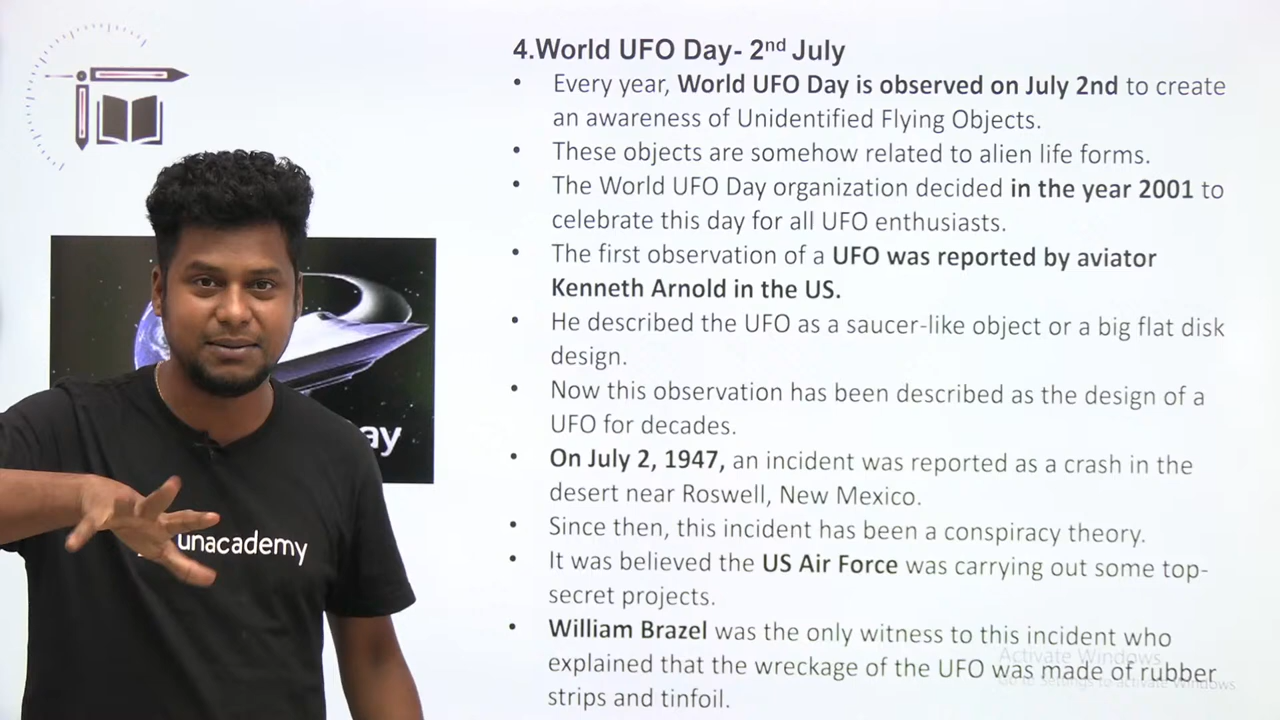 4.World UFO Day- 2nd July
• Every year, World UFO Day is observed on July 2nd to create
an awareness of Unidentified Flying Objects.
• These objects are somehow related to alien life forms.
• The World UFO Day organization decided in the year 2001 to
celebrate this day for all UFO enthusiasts.
• The first observation of a UFO was reported by aviator
Kenneth Arnold in the US.
• He described the UFO as a saucer-like object or a big flat disk
design.
• Now this observation has been described as the design of a
UFO for decades.
• On July 2, 1947, an incident was reported as a crash in the
desert near Roswell, New Mexico.
• Since then, this incident has been a conspiracy theory.
• It was believed the US Air Force was carrying out some top-
secret projects.
• William Brazel was the only witness to this incident who
explained that the wreckage of the UFO was made of rubber
strips and tinfoil.
ay
unacademy
Activate Windows
Go to Settings to activate Windows.